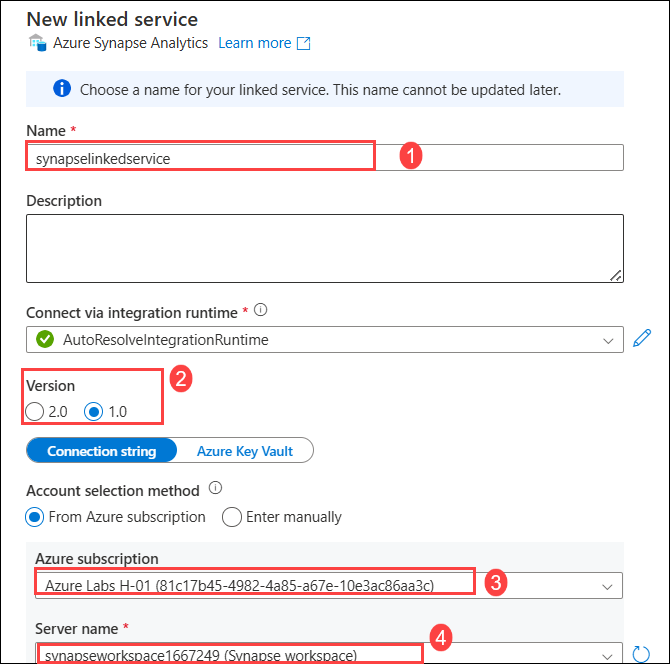 New linked service
Azure Synapse Analytics Learn more
Choose a name for your linked service. This name cannot be updated later.
Name *
synapselinkedservice
1
Description
Connect via integration runtime *
AutoResolveIntegrationRuntime
Version
2
2.0 1.0
Connection string Azure Key Vault
Account selection method
From Azure subscription Enter manually
Azure subscription
Azure Labs H-01 (81c17b45-4982-4a85-a67e-10e3ac86aa3c)
3
Server name *
4
synapseworkspace1667249 (Synapse workspace)